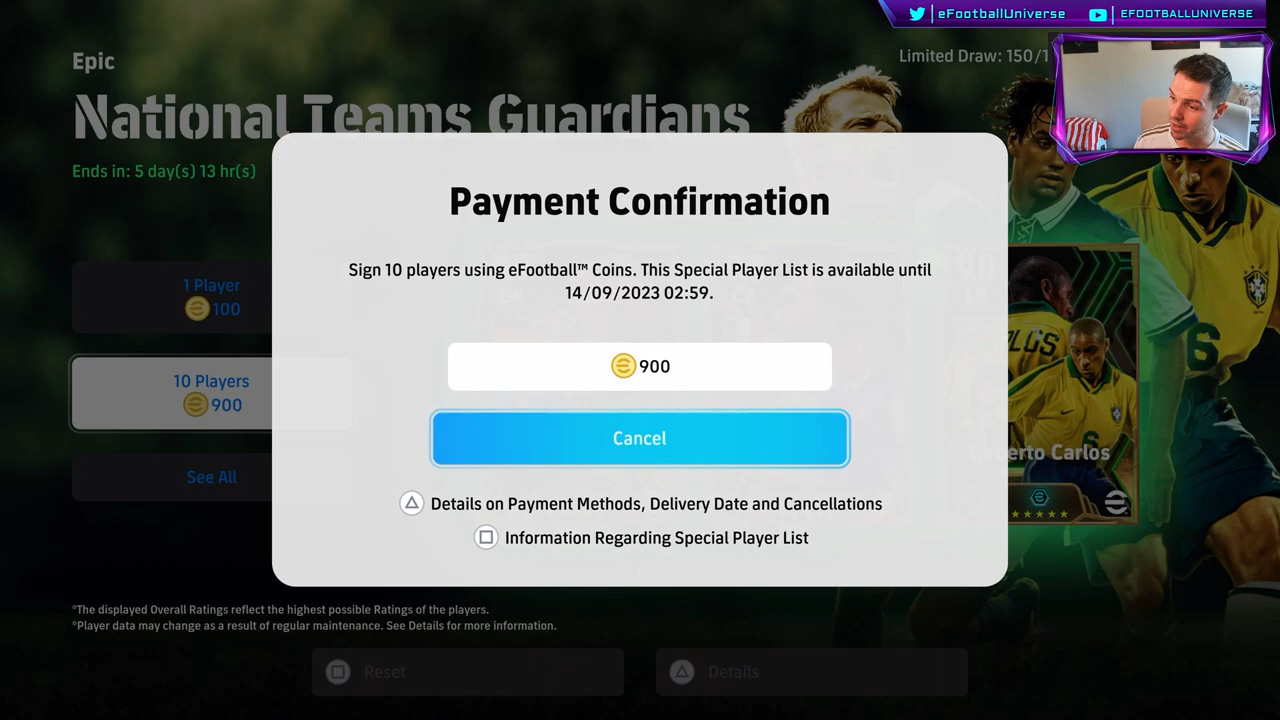 eFootballUniverse
EFOOTBALLUNIVERSE
Epic
Limited Draw: 150/1
National Teams Guardians
Ends in: 5 day(s) 13 hr(s)
Payment Confirmation
Sign 10 players using eFootball™ Coins. This Special Player List is available until
14/09/2023 02:59.
1 Player
100
900
10 Players
900
Cancel
See All
Roberto Carlos
Details on Payment Methods, Delivery Date and Cancellations
Information Regarding Special Player List
*The displayed Overall Ratings reflect the highest possible Ratings of the players.
*Player data may change as a result of regular maintenance. See Details for more information.
Reset
Details